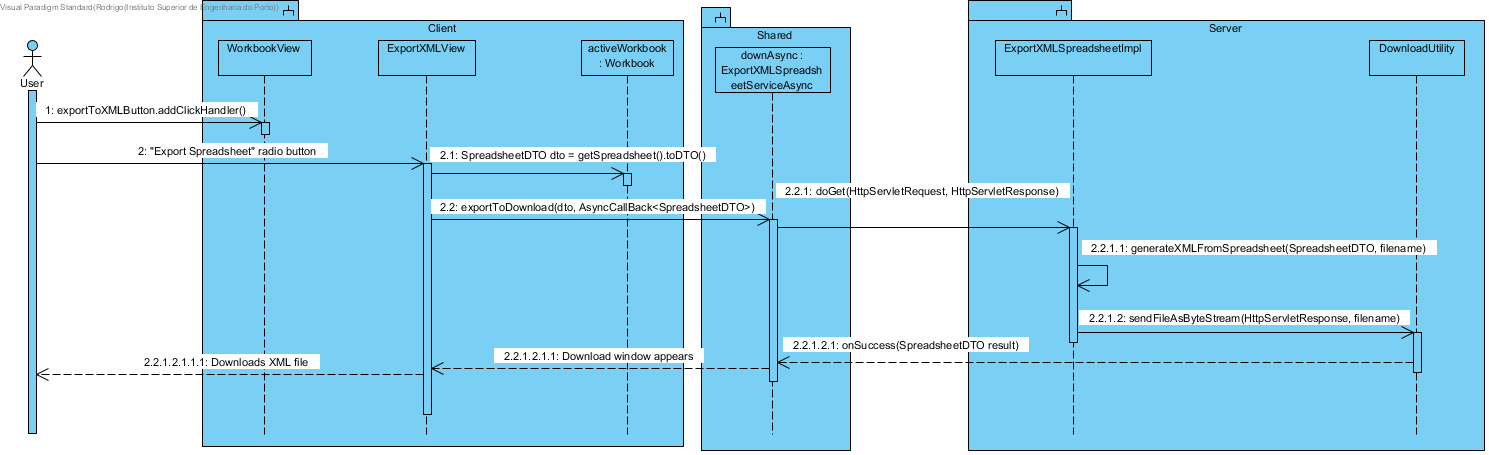 Visual Paradigm Standard(Rodrigo(Instituto Superior de Engenharia do Porto))
Client
Shared
Server
User
WorkbookView
ExportXMLView
activeWorkbook
: Workbook
downAsync :
ExportXMLSpreadsh
eetServiceAsync
ExportXMLSpreadsheetImpl
DownloadUtility
1: exportToXMLButton.addClickHandler()
2: "Export Spreadsheet" radio button
2.1: SpreadsheetDTO dto = getSpreadsheet().toDTO()
2.2.1: doGet(HttpServletRequest, HttpServletResponse)
2.2: exportToDownload(dto, AsyncCallBack<SpreadsheetDTO>)
2.2.1.1: generateXMLFromSpreadsheet(SpreadsheetDTO, filename)
2.2.1.2: sendFileAsByteStream(HttpServletResponse, filename)
2.2.1.2.1: onSuccess(SpreadsheetDTO result)
2.2.1.2.1.1: Download window appears
2.2.1.2.1.1.1: Downloads XML file